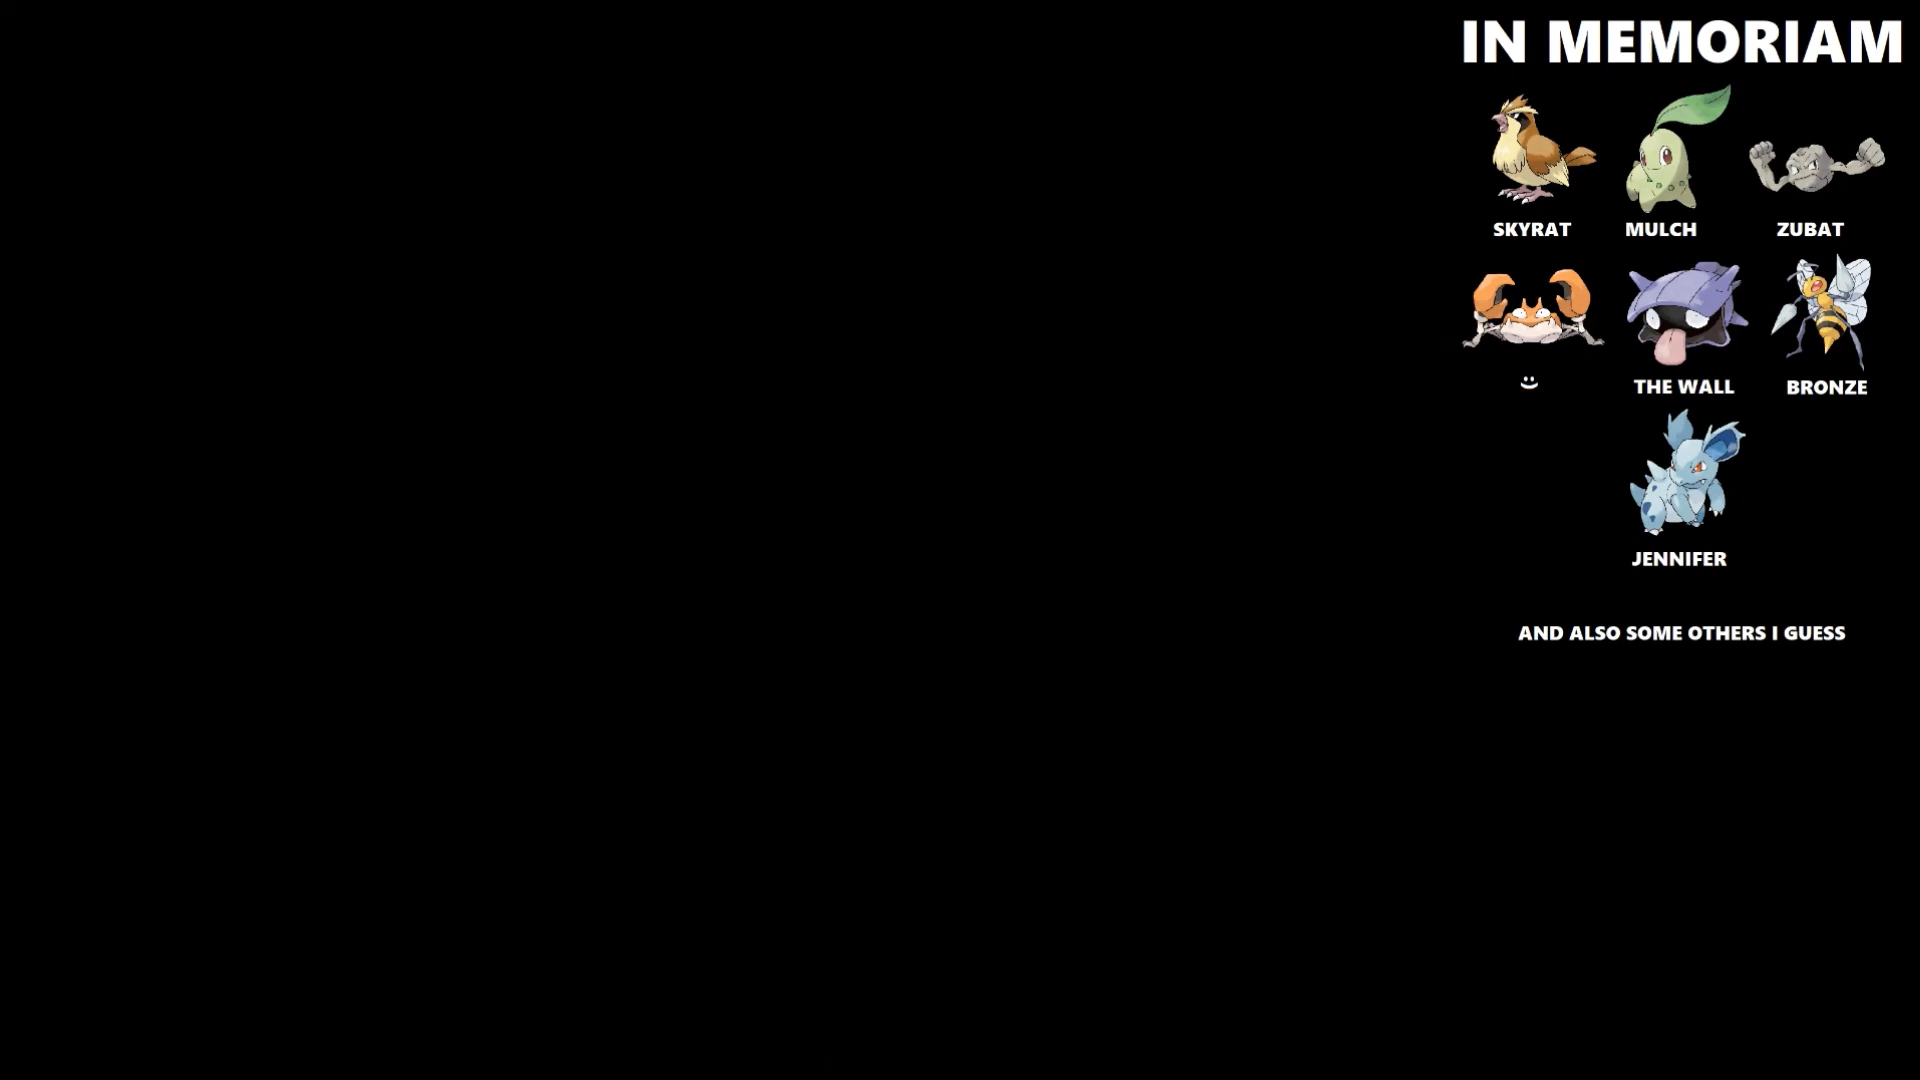 IN MEMORIAM
SKYRAT MULCH ZUBAT
:) THE WALL BRONZE
JENNIFER
AND ALSO SOME OTHERS I GUESS